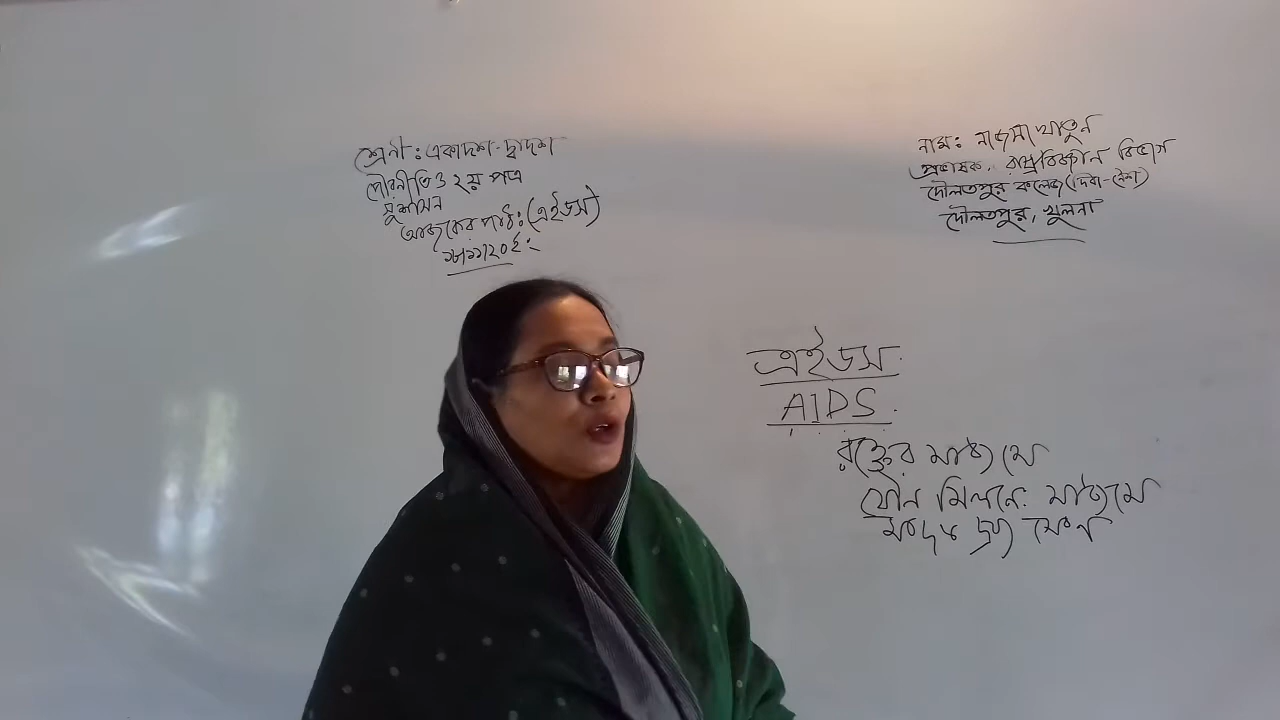 শ্রেনী : একাদশ-দ্বাদশ
পৌরনীতি ও ২য় পত্র
সুশাসন
আজকের পাঠ : (এইডস)
নাম : নাজমা খাতুন
প্রভাষক, রাষ্ট্রবিজ্ঞান বিভাগ
দৌলতপুর কলেজ (দিবা-নৈশ)
দৌলতপুর, খুলনা
এইডস
AIDS
রক্তের মাধ্যমে
যৌন মিলনের মাধ্যমে